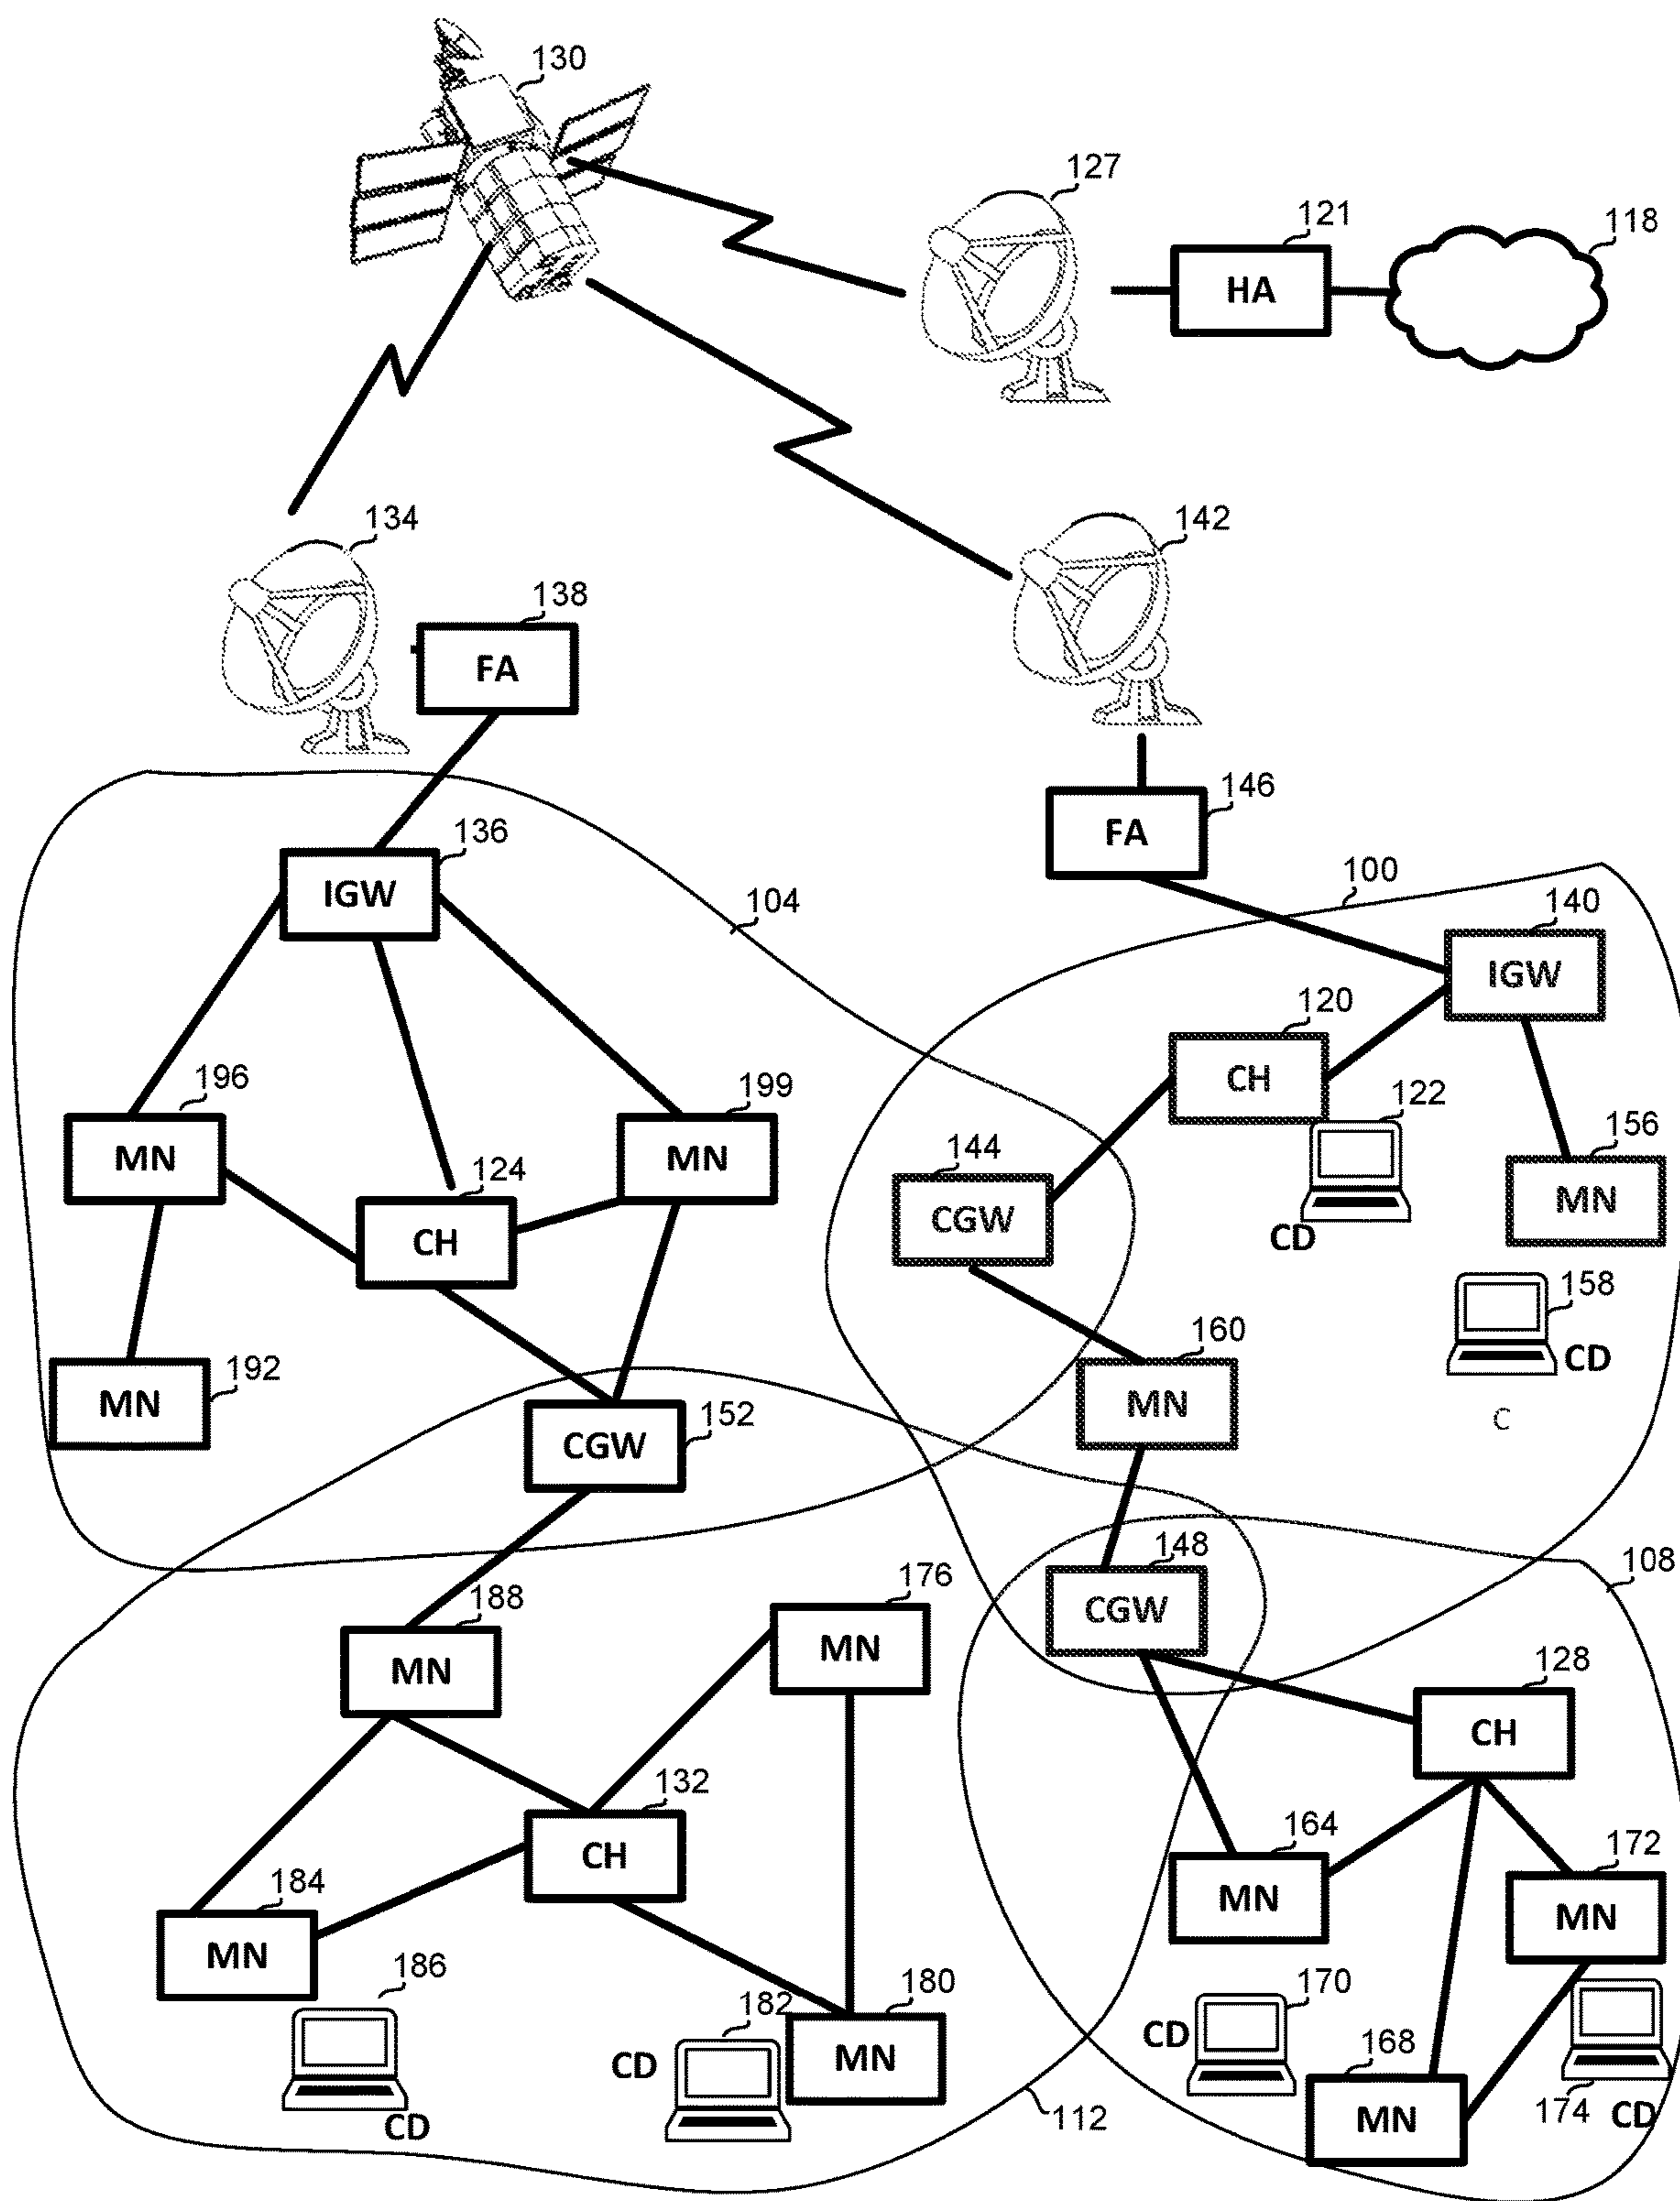 130
127
121
118
HA
134
142
138
FA
146
FA
136
100
IGW
104
140
IGW
120
CH
196
199
122
144
156
MN
MN
124
CGW
MN
CH
CD
158
160
CD
192
MN
MN
152
C
CGW
148
108
188
176
CGW
MN
MN
128
CH
132
CH
164
172
184
MN
MN
MN
186
180
170
182
CD
CD
168
MN
174
112
MN
CD
CD